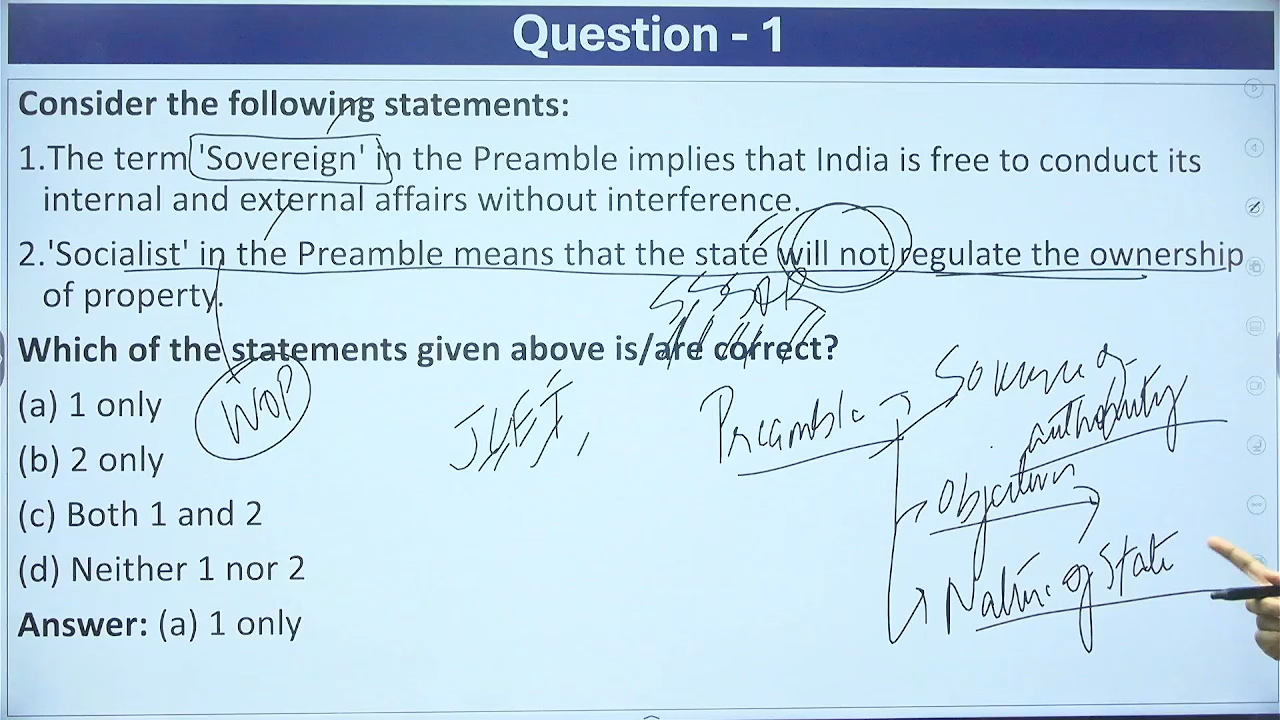 Question - 1
Consider the following statements:
1.The term 'Sovereign' in the Preamble implies that India is free to conduct its
internal and external affairs without interference.
2.'Socialist' in the Preamble means that the state will not regulate the ownership
of property.
SSSDR
Which of the statements given above is/are correct?
(a) 1 only
WOP
JLEF,
Preamble
Source of
authority
(b) 2 only
Objectives
(c) Both 1 and 2
(d) Neither 1 nor 2
Nature of State
Answer: (a) 1 only